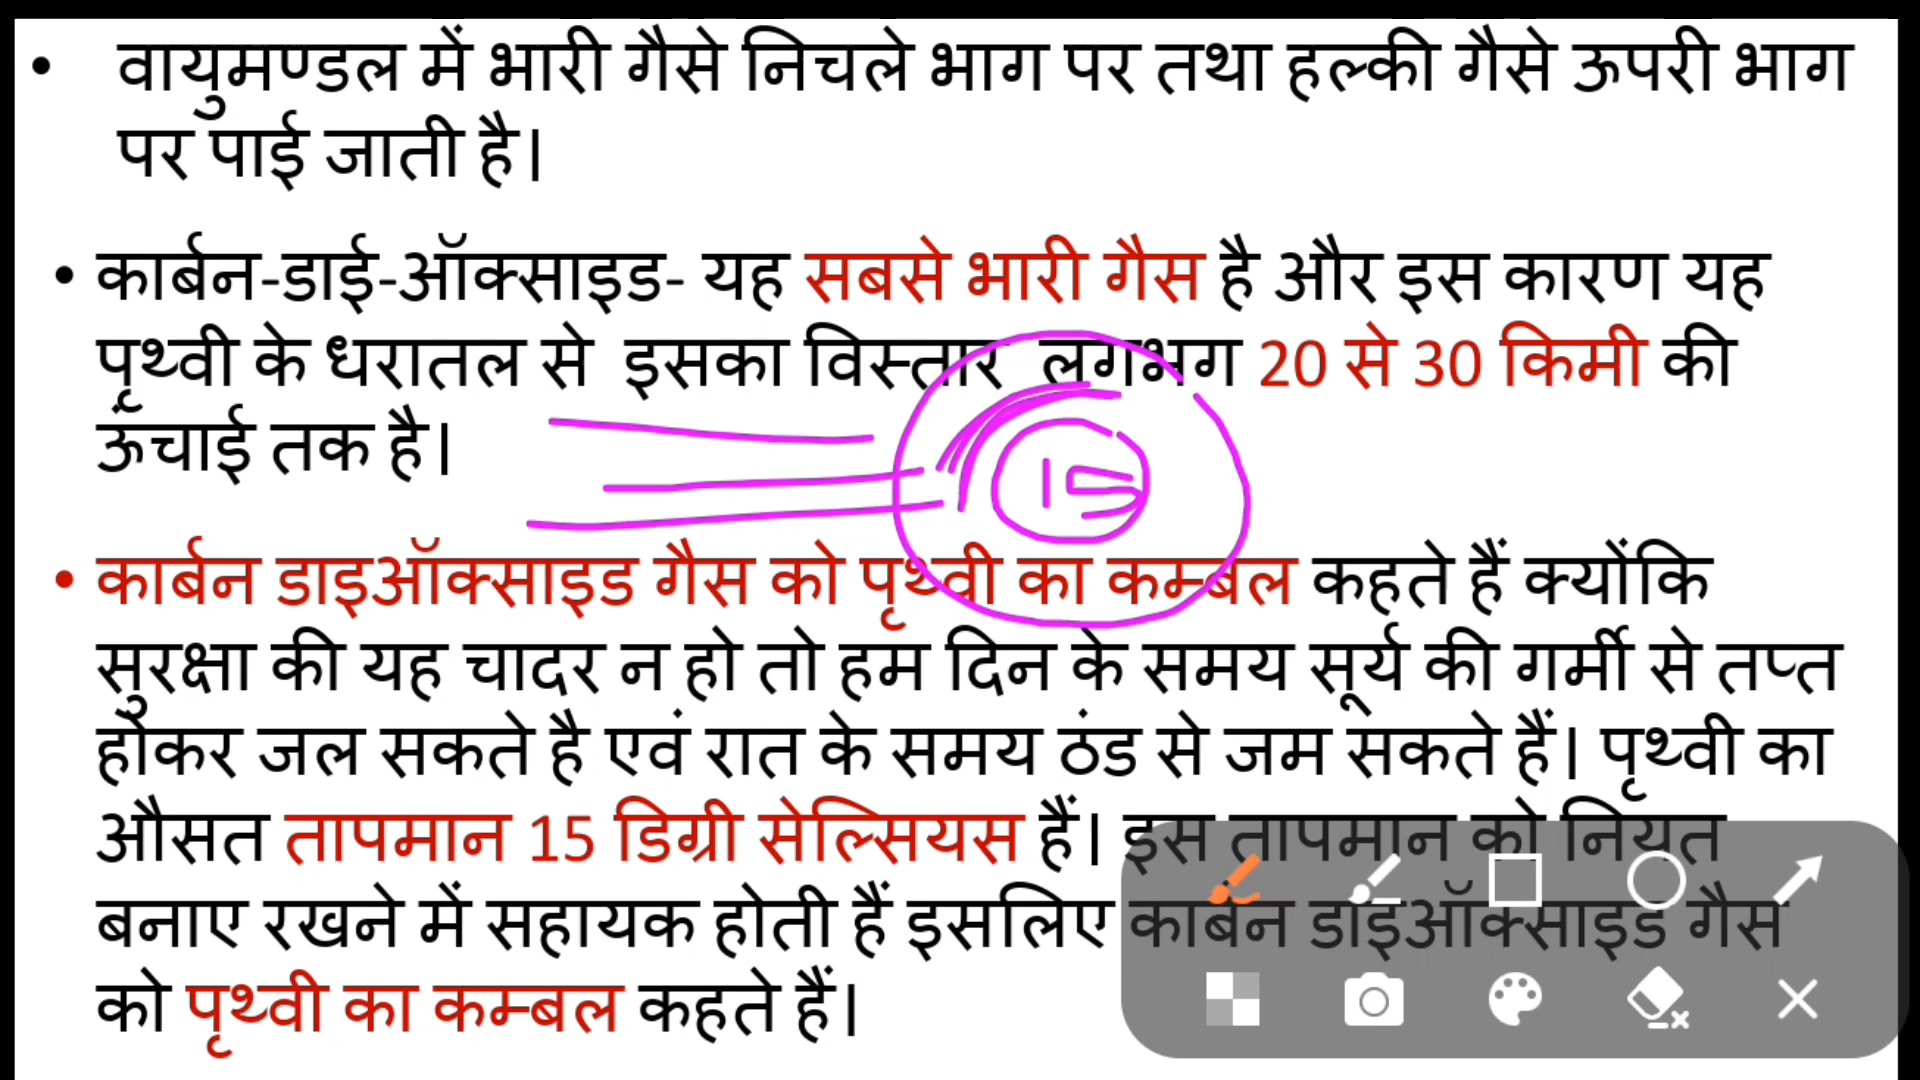 • वायुमण्डल में भारी गैसे निचले भाग पर तथा हल्की गैसे ऊपरी भाग
पर पाई जाती है।
• कार्बन-डाई-ऑक्साइड- यह सबसे भारी गैस है और इस कारण यह
पृथ्वी के धरातल से इसका विस्तार लगभग 20 से 30 किमी की
ऊंचाई तक है।
15
• कार्बन डाइऑक्साइड गैस को पृथ्वी का कम्बल कहते हैं क्योंकि
सुरक्षा की यह चादर न हो तो हम दिन के समय सूर्य की गर्मी से तप्त
होकर जल सकते है एवं रात के समय ठंड से जम सकते हैं। पृथ्वी का
औसत तापमान 15 डिग्री सेल्सियस हैं। इस तापमान को नियत
बनाए रखने में सहायक होती हैं इसलिए कार्बन डाइऑक्साइड गैस
को पृथ्वी का कम्बल कहते हैं।